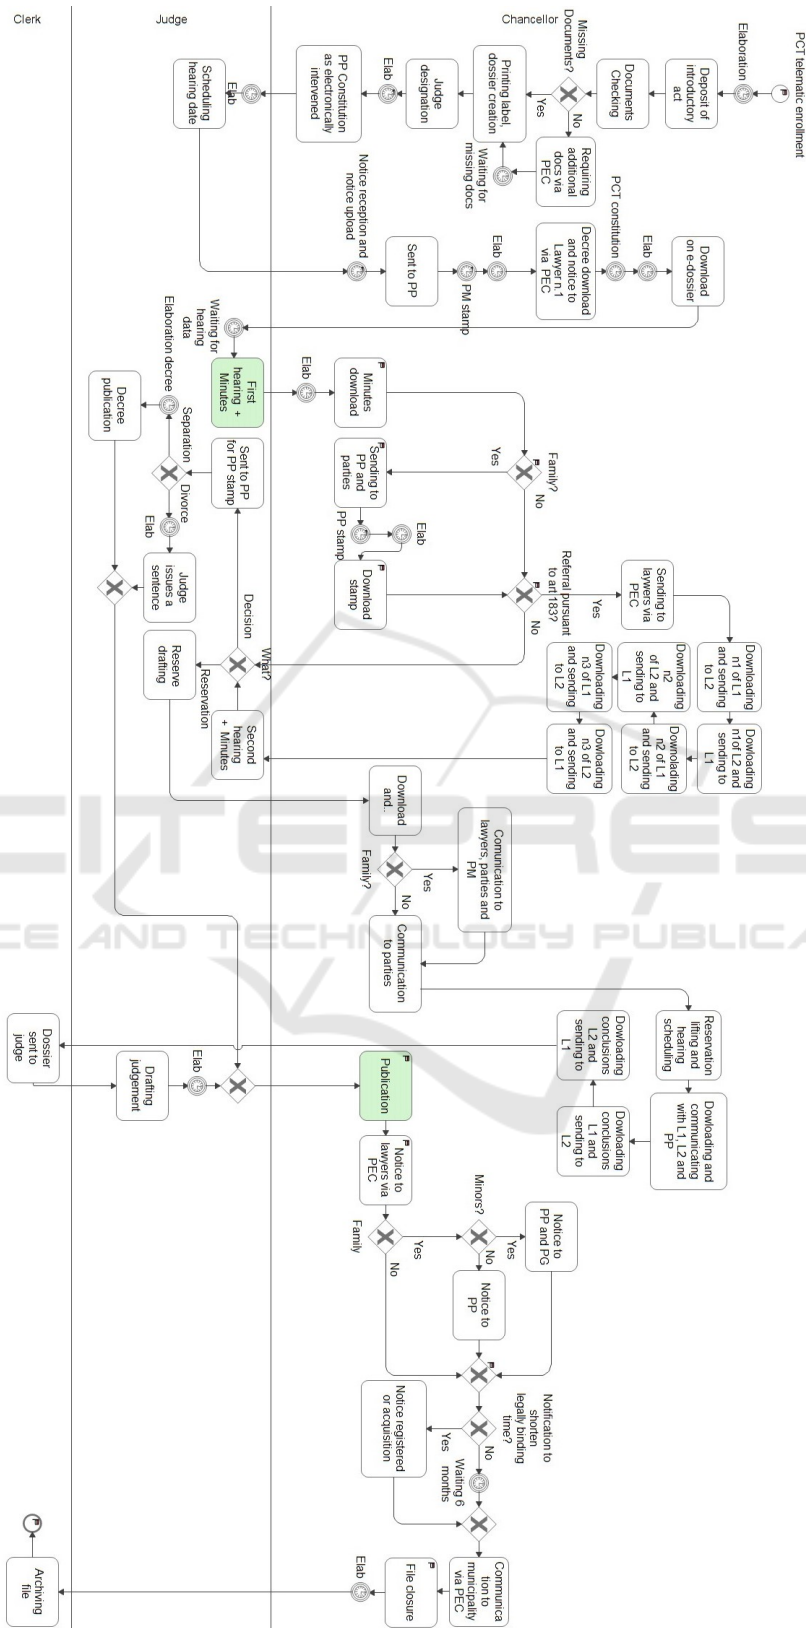 Clerk
Judge
Chancellor
PCT telematic enrollment
Elaboration
Deposit of
introductory
act
Documents
Checking
Missing
Documents?
No
Yes
Requiring
additional
docs via
PEC
Waiting for
missing docs
Printing label,
dossier creation
Judge
designation
Elab
PP Constitution
as electronically
intervened
Elab
Scheduling
hearing date
Notice reception and
notice upload
Sent to PP
PM stamp
Elab
Decree download
and notice to
Lawyer n.1
via PEC
PCT constitution
Elab
Download
on e-dossier
Waiting for
hearing
data
First
hearing +
Minutes
Elab
Minutes
download
Family?
Yes
No
Sending to
PP and
parties
PP stamp
Elab
Download
stamp
Referral pursuant
to art 183?
Yes
No
Sending to
laywers via
PEC
Downloading
n1 of L1
and sending
to L2
Dowloading
n1of L2 and
sending to
L1
Downoloading
n2 of L1
and sending
to L2
Downloading
n2
of L2 and
sending to
L1
Downloading
n3 of L1
and sending
to L2
Dowloading
n3 of L2
and sending
to L1
Second
hearing
+ Minutes
What?
Decision
Reservation
Sent to PP
for PP stamp
Separation
Divorce
Elaboration decree
Decree
publication
Elab
Judge
issues a
sentence
Reserve
drafting
Download
and..
Family?
Yes
No
Comunication to
lawyers, parties and
PM
Communication
to parties
Reservation
lifting and
hearing
scheduling
Dowloading and
communicating
with L1, L2 and
PP
Dowloading
conclusions
L1 and
sending to
L2
Dowloading
conclusions
L2 and
sending to
L1
Dossier
sent to
judge
Drafting
judgement
Elab
Publication
Notice to
lawyers via
PEC
Family
Yes
No
Minors?
Yes
No
Notice to
PP and PG
Notice to
PP
Notification to
shorten
legally binding
time?
No
Yes
Waiting 6
months
Notice registered
or acquisition
Communica
tion to
municipality
via PEC
File closure
Elab
Archiving
file
CITEPRES
CE AND TECHNOLOGY PUBLICA